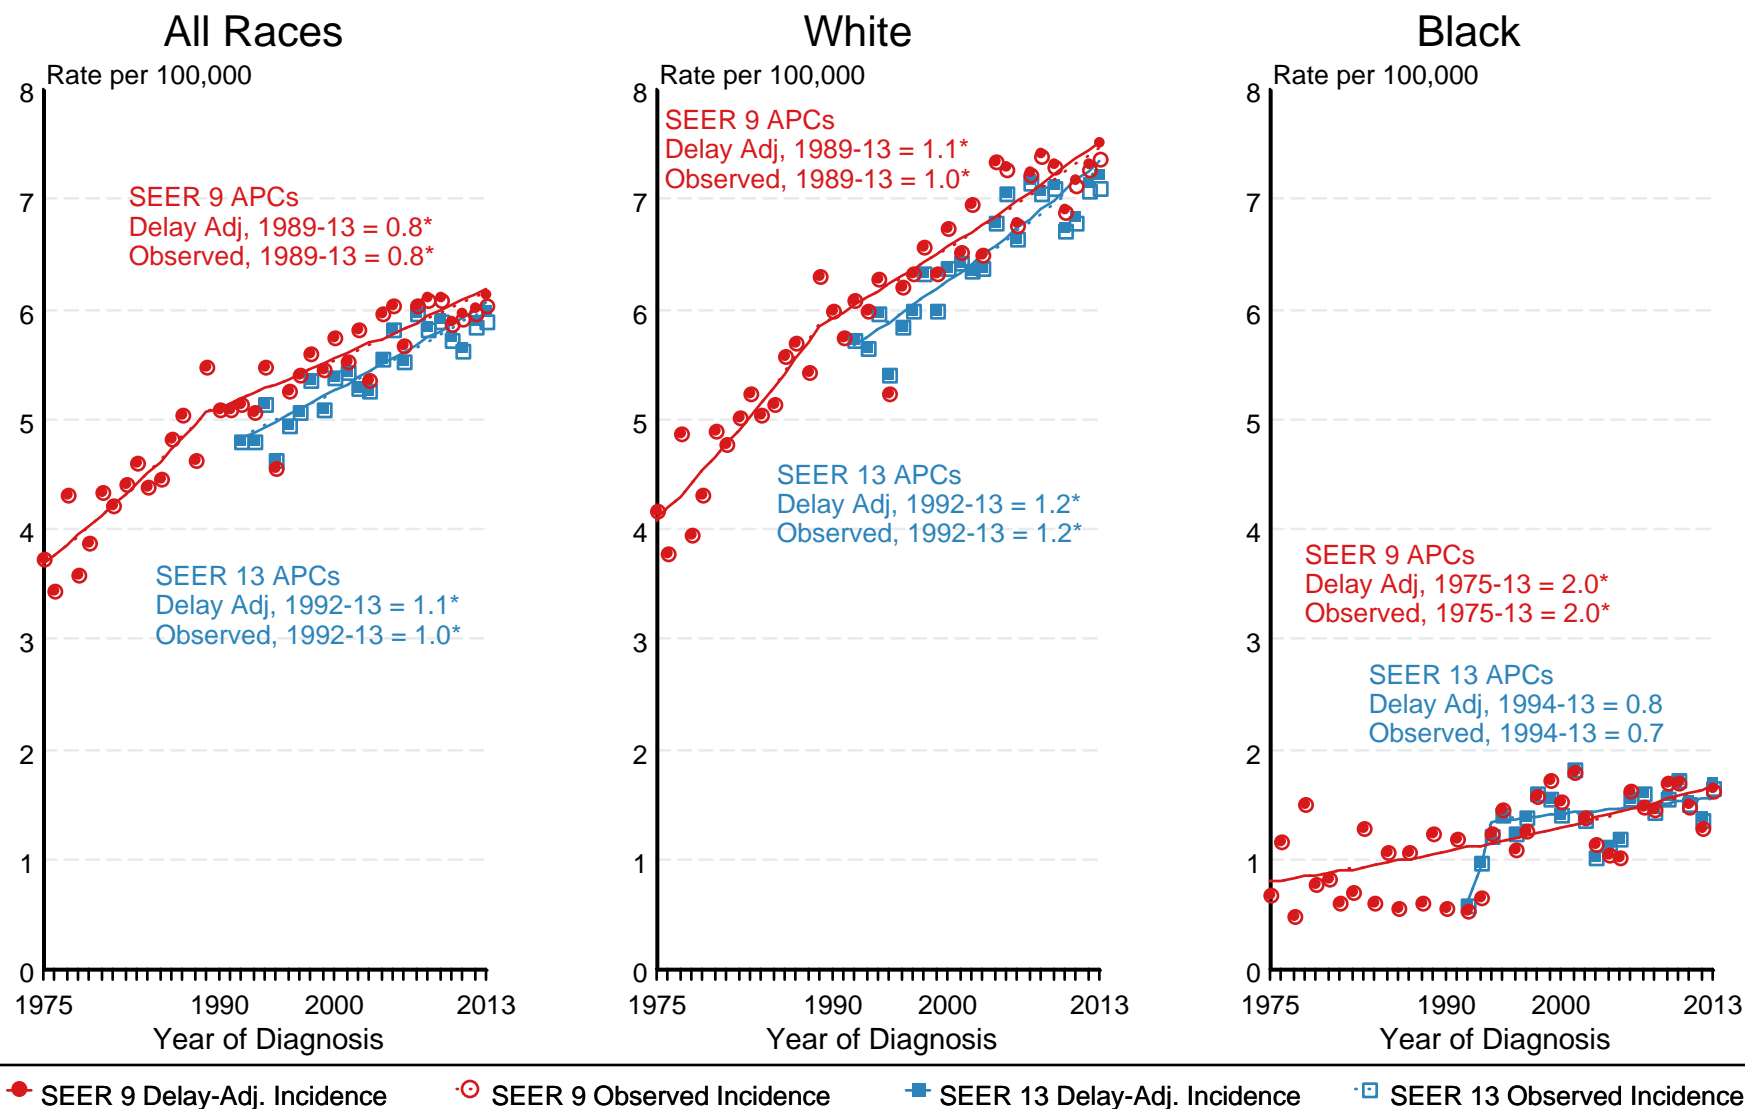 All Races
Rate per 100,000
8
7
6
5
4
3
2
1
0
SEER 9 APCs
Delay Adj, 1989-13 = 0.8*
Observed, 1989-13 = 0.8*
SEER 13 APCs
Delay Adj, 1992-13 = 1.1*
Observed, 1992-13 = 1.0*
1975 1990 2000 2013
Year of Diagnosis
White
Rate per 100,000
8
7
6
5
4
3
2
1
0
SEER 9 APCs
Delay Adj, 1989-13 = 1.1*
Observed, 1989-13 = 1.0*
SEER 13 APCs
Delay Adj, 1992-13 = 1.2*
Observed, 1992-13 = 1.2*
1975 1990 2000 2013
Year of Diagnosis
Black
Rate per 100,000
8
7
6
5
4
3
2
1
0
SEER 9 APCs
Delay Adj, 1975-13 = 2.0*
Observed, 1975-13 = 2.0*
SEER 13 APCs
Delay Adj, 1994-13 = 0.8
Observed, 1994-13 = 0.7
1975 1990 2000 2013
Year of Diagnosis
SEER 9 Delay-Adj. Incidence SEER 9 Observed Incidence SEER 13 Delay-Adj. Incidence SEER 13 Observed Incidence